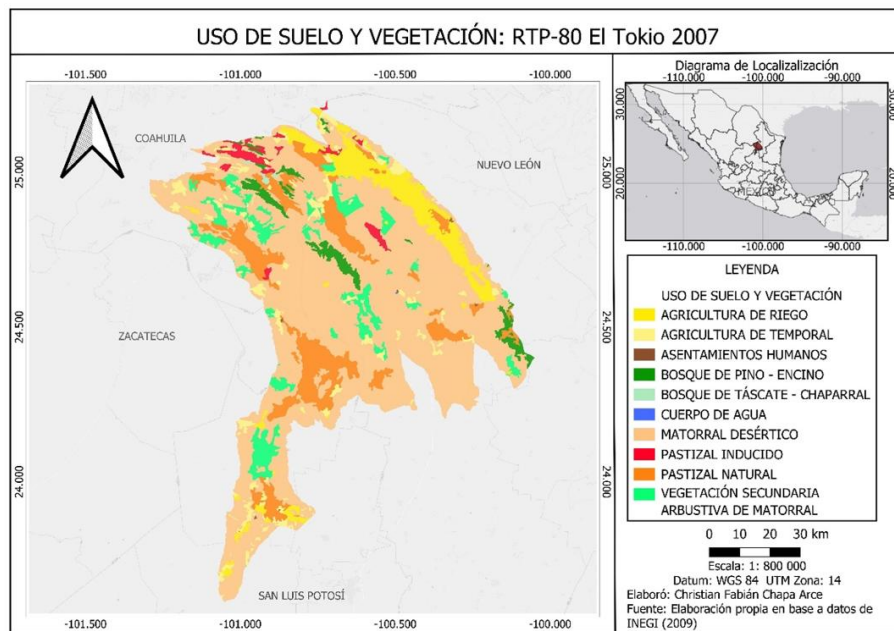 USO DE SUELO Y VEGETACIÓN: RTP-80 El Tokio 2007
-101.500 -101.000 -100.500 -100.000
COAHUILA
NUEVO LEÓN
ZACATECAS
SAN LUIS POTOSÍ
25.000 25.000
24.500 24.500
24.000 24.000
-101.500 -101.000 -100.500 -100.000
Diagrama de Localizalización
-110.000 -100.000 -90.000
30.000 30.000
25.000
20.000 20.000
MÉXICO
-110.000 -100.000 -90.000
LEYENDA
USO DE SUELO Y VEGETACIÓN
AGRICULTURA DE RIEGO
AGRICULTURA DE TEMPORAL
ASENTAMIENTOS HUMANOS
BOSQUE DE PINO - ENCINO
BOSQUE DE TÁSCATE - CHAPARRAL
CUERPO DE AGUA
MATORRAL DESÉRTICO
PASTIZAL INDUCIDO
PASTIZAL NATURAL
VEGETACIÓN SECUNDARIA
ARBUSTIVA DE MATORRAL
0 10 20 30 km
Escala: 1: 800 000
Datum: WGS 84 UTM Zona: 14
Elaboró: Christian Fabián Chapa Arce
Fuente: Elaboración propia en base a datos de
INEGI (2009)